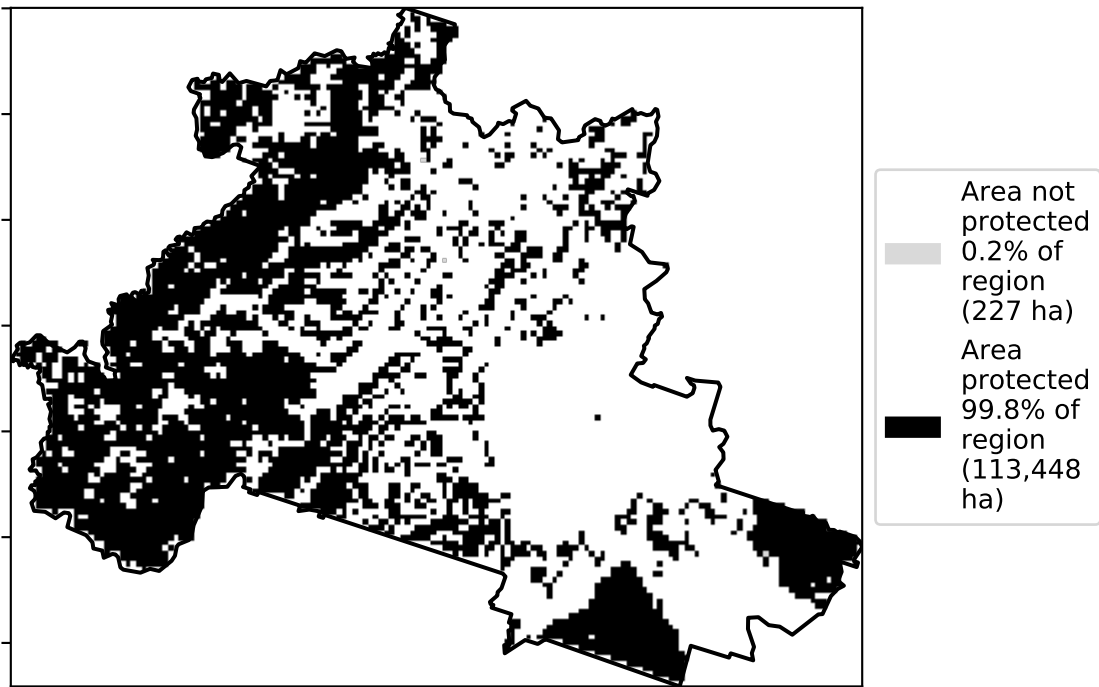 Area not
protected
0.2% of
region
(227 ha)
Area
protected
99.8% of
region
(113,448
ha)